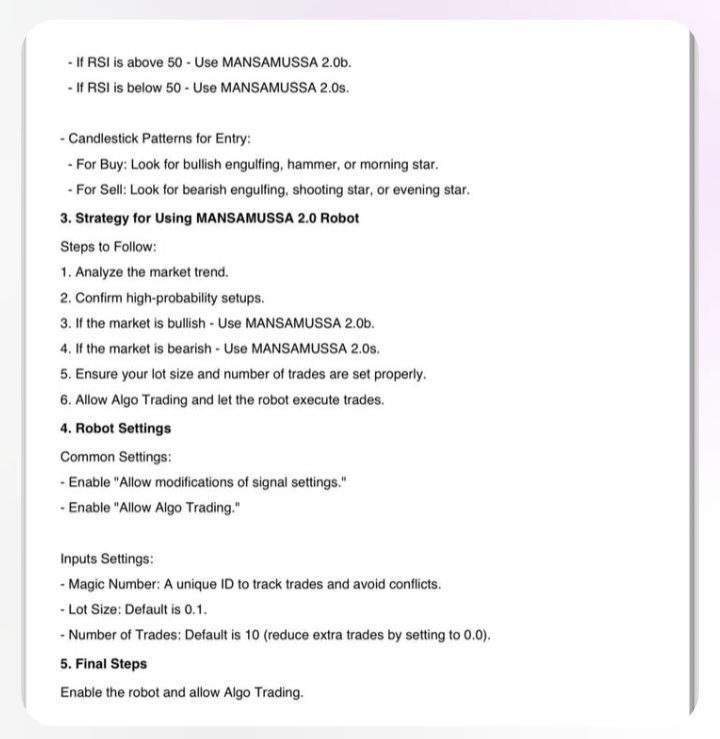 - If RSI is above 50 - Use MANSAMUSSA 2.0b.
- If RSI is below 50 - Use MANSAMUSSA 2.0s.
- Candlestick Patterns for Entry:
- For Buy: Look for bullish engulfing, hammer, or morning star.
- For Sell: Look for bearish engulfing, shooting star, or evening star.
3. Strategy for Using MANSAMUSSA 2.0 Robot
Steps to Follow:
1. Analyze the market trend.
2. Confirm high-probability setups.
3. If the market is bullish - Use MANSAMUSSA 2.0b.
4. If the market is bearish - Use MANSAMUSSA 2.0s.
5. Ensure your lot size and number of trades are set properly.
6. Allow Algo Trading and let the robot execute trades.
4. Robot Settings
Common Settings:
- Enable "Allow modifications of signal settings."
- Enable "Allow Algo Trading."
Inputs Settings:
- Magic Number: A unique ID to track trades and avoid conflicts.
- Lot Size: Default is 0.1.
- Number of Trades: Default is 10 (reduce extra trades by setting to 0.0).
5. Final Steps
Enable the robot and allow Algo Trading.